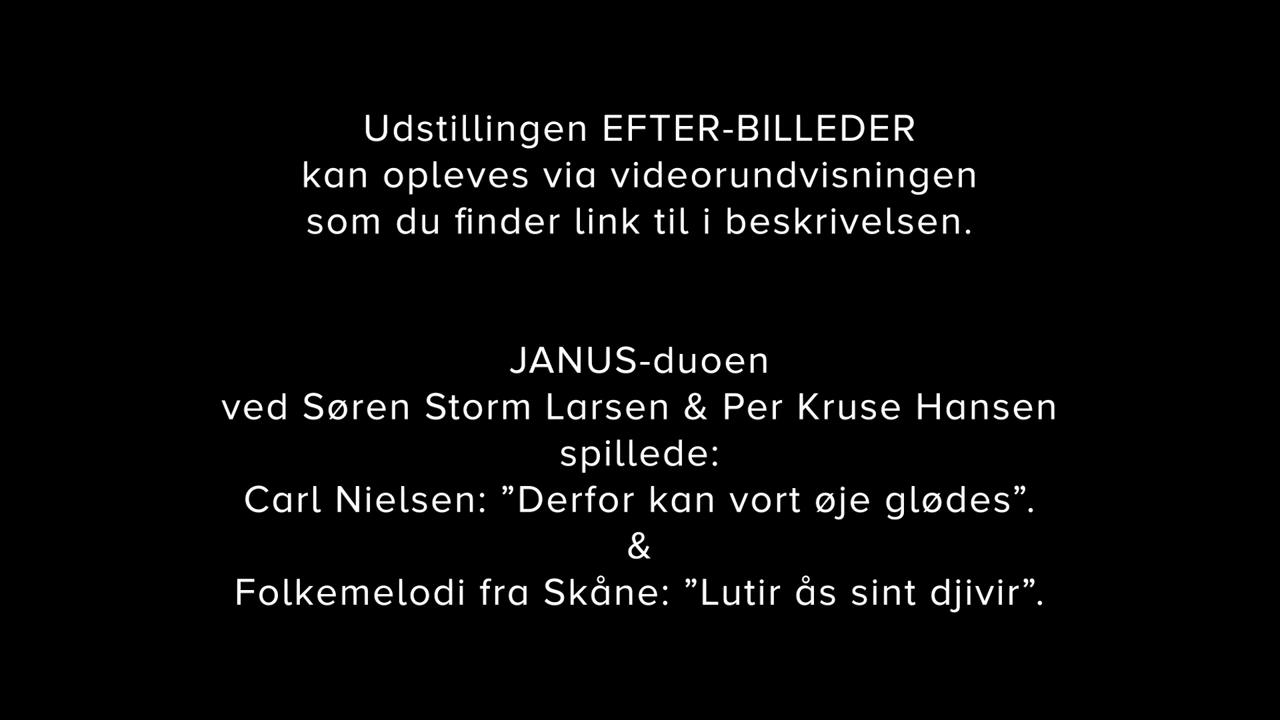 Udstillingen EFTER-BILLEDER
kan opleves via videorundvisningen
som du finder link til i beskrivelsen.
JANUS-duoen
ved Søren Storm Larsen & Per Kruse Hansen
spillede:
Carl Nielsen: ”Derfor kan vort øje glødes”.
&
Folkemelodi fra Skåne: ”Lutir ås sint djivir”.